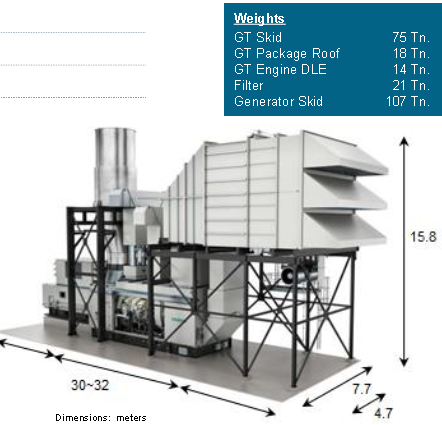 Weights
GT Skid 75 Tn.
GT Package Roof 18 Tn.
GT Engine DLE 14 Tn.
Filter 21 Tn.
Generator Skid 107 Tn.
15.8
30~32
7.7
4.7
Dimensions: meters